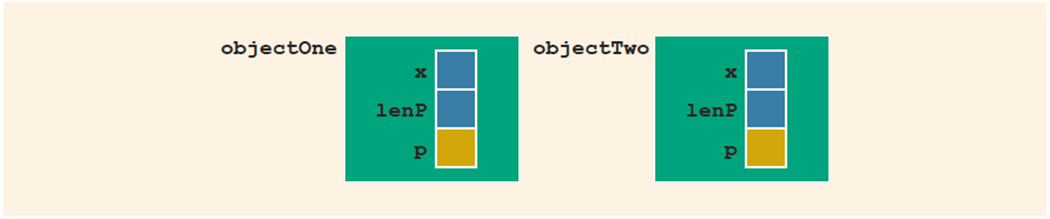 objectOne
x
lenP
p
objectTwo
x
lenP
p